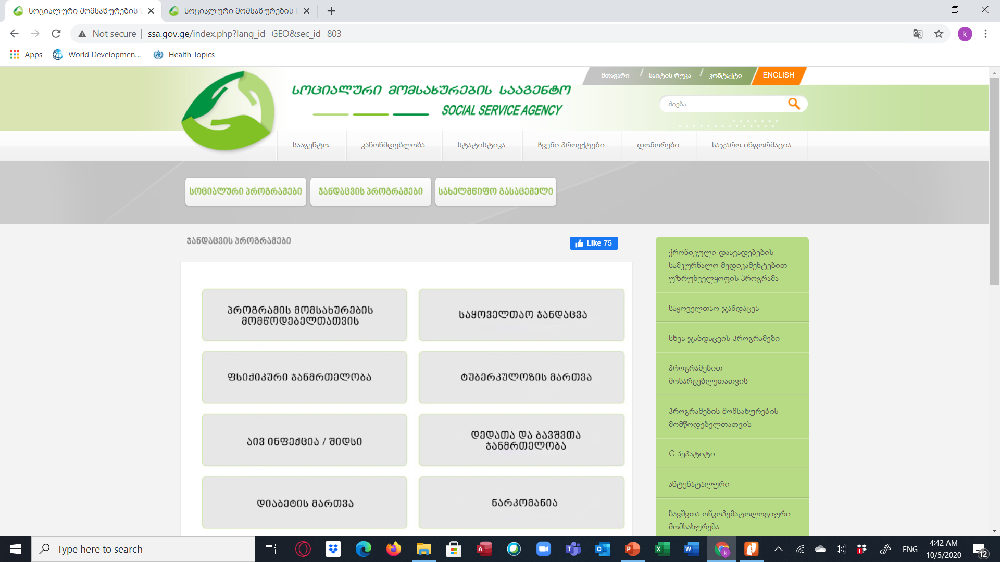 სოციალური მომსახურების ს
სოციალური მომსახურების ს
Not secure
ssa.gov.ge/index.php?lang_id=GEO&sec_id=803
k
Apps
World Developmen...
Health Topics
მთავარი / საიტის რუკა / კონტაქტი
ENGLISH
სოციალური მომსახურების სააგენტო
SOCIAL SERVICE AGENCY
ძიება
სააგენტო
კანონმდებლობა
სტატისტიკა
ჩვენი პროექტები
დონორები
საჯარო ინფორმაცია
სოციალური პროგრამები
ჯანდაცვის პროგრამები
სახელმწიფო გასაცემელი
ჯანდაცვის პროგრამები
Like 75
პროგრამის მომსახურების
მომწოდებელთათვის
საყოველთაო ჯანდაცვა
ფსიქიკური ჯანმრთელობა
ტუბერკულოზის მართვა
აივ ინფექცია / შიდსი
დედათა და ბავშვთა
ჯანმრთელობა
დიაბეტის მართვა
ნარკომანია
ქრონიკული დაავადებების
სამკურნალო მედიკამენტებით
უზრუნველყოფის პროგრამა
საყოველთაო ჯანდაცვა
სხვა ჯანდაცვის პროგრამები
პროგრამებით
მოსარგებლეთათვის
პროგრამების მომსახურების
მომწოდებელთათვის
C ჰეპატიტი
ანტენატალური
ბავშვთა ონკოჰემატოლოგიური
მომსახურება
Type here to search
1
ENG
4:42 AM
10/5/2020
12